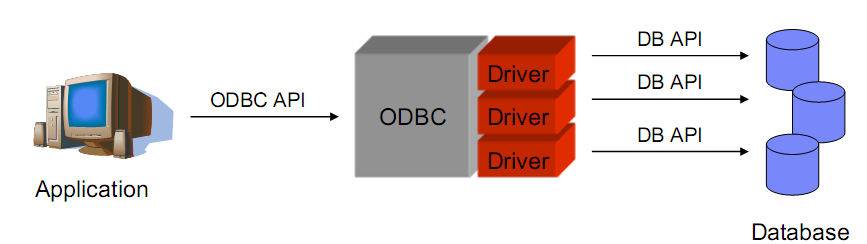 DB API
Driver
ODBC API
DB API
ODBC
Driver
DB API
Driver
Application
Database